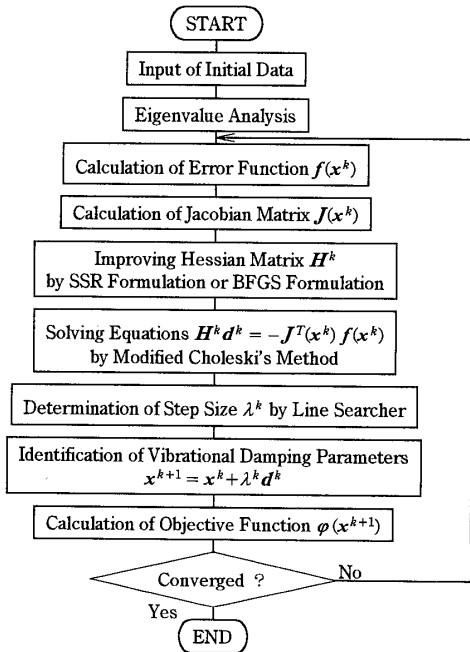 START
Input of Initial Data
Eigenvalue Analysis
Calculation of Error Function f(x^k)
Calculation of Jacobian Matrix J(x^k)
Improving Hessian Matrix H^k
by SSR Formulation or BFGS Formulation
Solving Equations H^k d^k = −J^T(x^k) f(x^k)
by Modified Choleski's Method
Determination of Step Size λ^k by Line Searcher
Identification of Vibrational Damping Parameters
x^{k+1} = x^k + λ^k d^k
Calculation of Objective Function φ(x^{k+1})
Converged ?
No
Yes
END